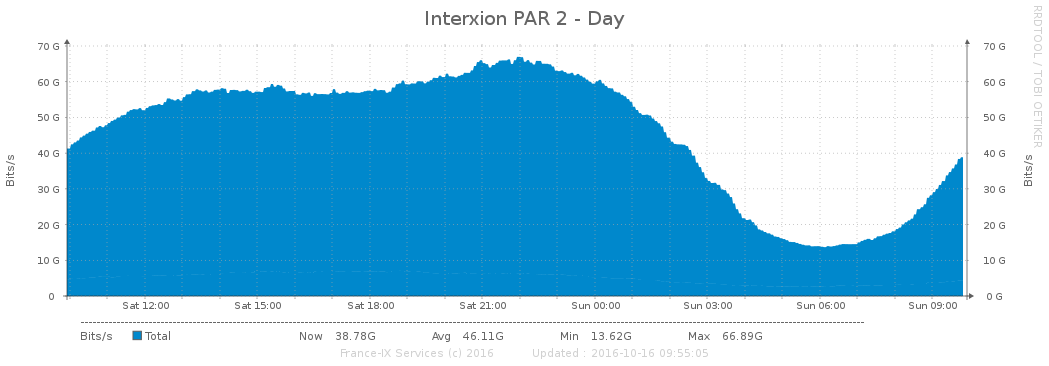 Interxion PAR 2 - Day
RRDTOOL / TOBI OETIKER
Bits/s
70 G 70 G
60 G 60 G
50 G 50 G
40 G 40 G
30 G 30 G
20 G 20 G
10 G 10 G
0 0 G
Bits/s
Sat 12:00 Sat 15:00 Sat 18:00 Sat 21:00 Sun 00:00 Sun 03:00 Sun 06:00 Sun 09:00
Bits/s Total Now 38.78G Avg 46.11G Min 13.62G Max 66.89G
France-IX Services (c) 2016 Updated : 2016-10-16 09:55:05